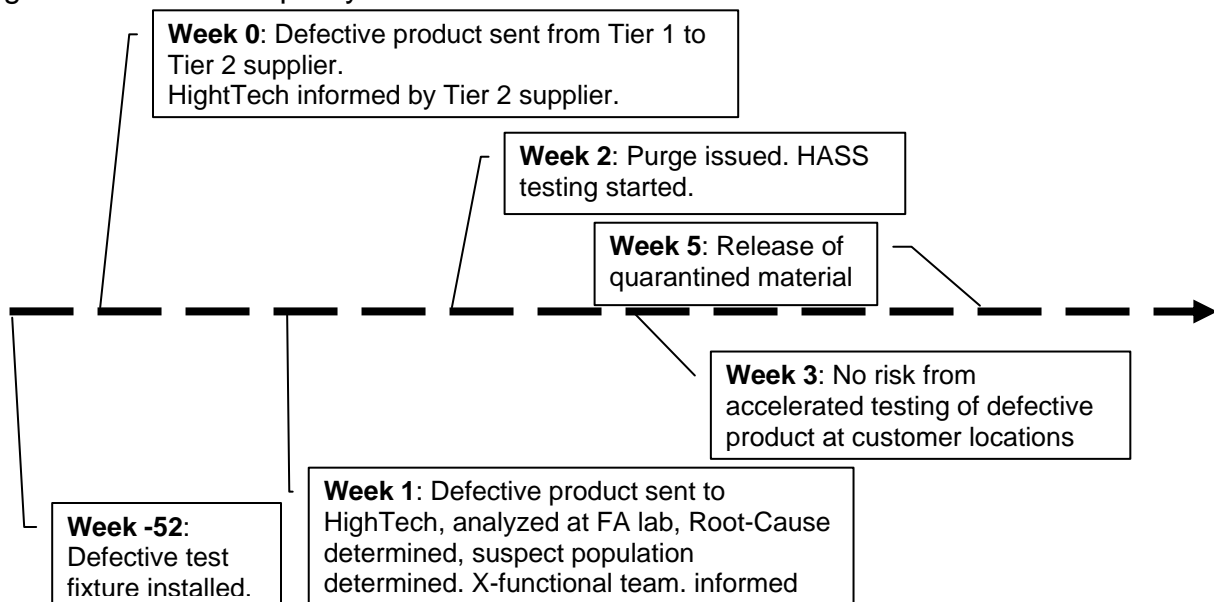 Week 0: Defective product sent from Tier 1 to
Tier 2 supplier.
HightTech informed by Tier 2 supplier.
Week 2: Purge issued. HASS
testing started.
Week 5: Release of
quarantined material
Week 3: No risk from
accelerated testing of defective
product at customer locations
Week 1: Defective product sent to
HighTech, analyzed at FA lab, Root-Cause
determined, suspect population
determined. X-functional team. informed
Week -52:
Defective test
fixture installed.